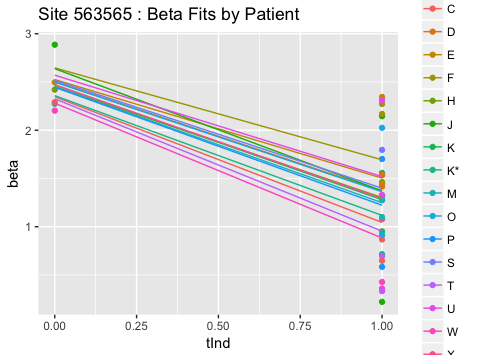 Site 563565 : Beta Fits by Patient
3
2
1
beta
0.00 0.25 0.50 0.75 1.00
tInd
C
D
E
F
H
J
K
K*
M
O
P
S
T
U
W